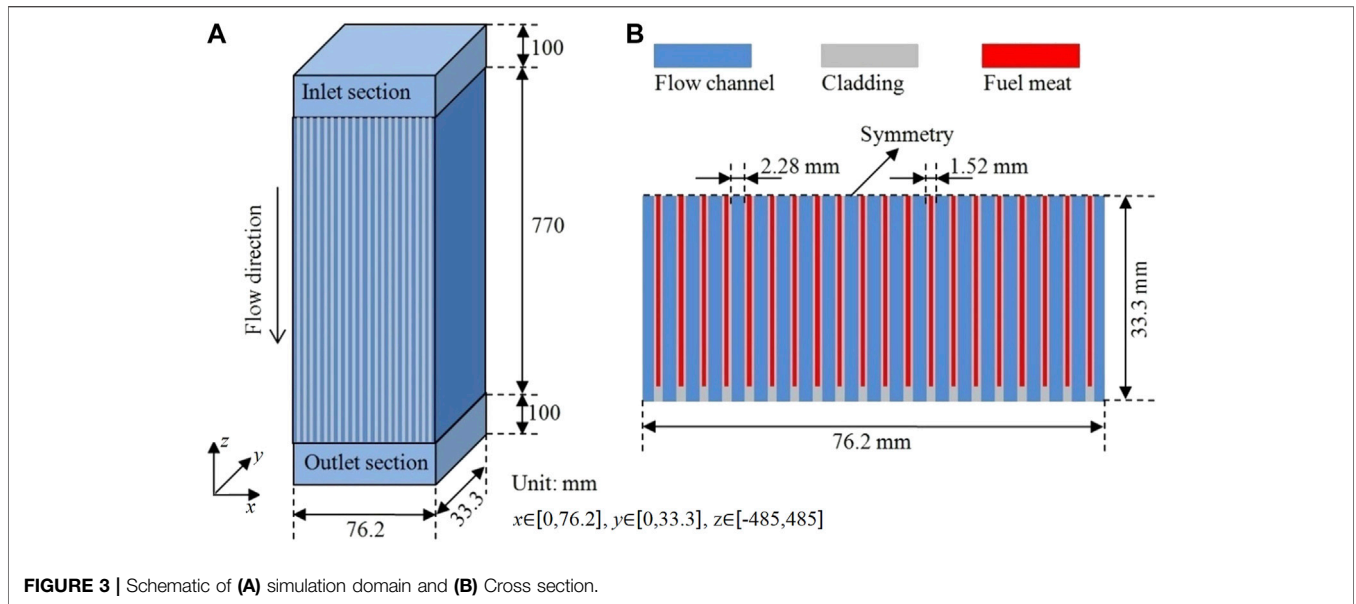 A
100
Inlet section
Flow direction
770
100
Outlet section
z
y
x
76.2
33.3
Unit: mm
x∈[0,76.2], y∈[0,33.3], z∈[-485,485]
B
Flow channel
Cladding
Fuel meat
Symmetry
2.28 mm
1.52 mm
33.3 mm
76.2 mm
FIGURE 3 | Schematic of (A) simulation domain and (B) Cross section.